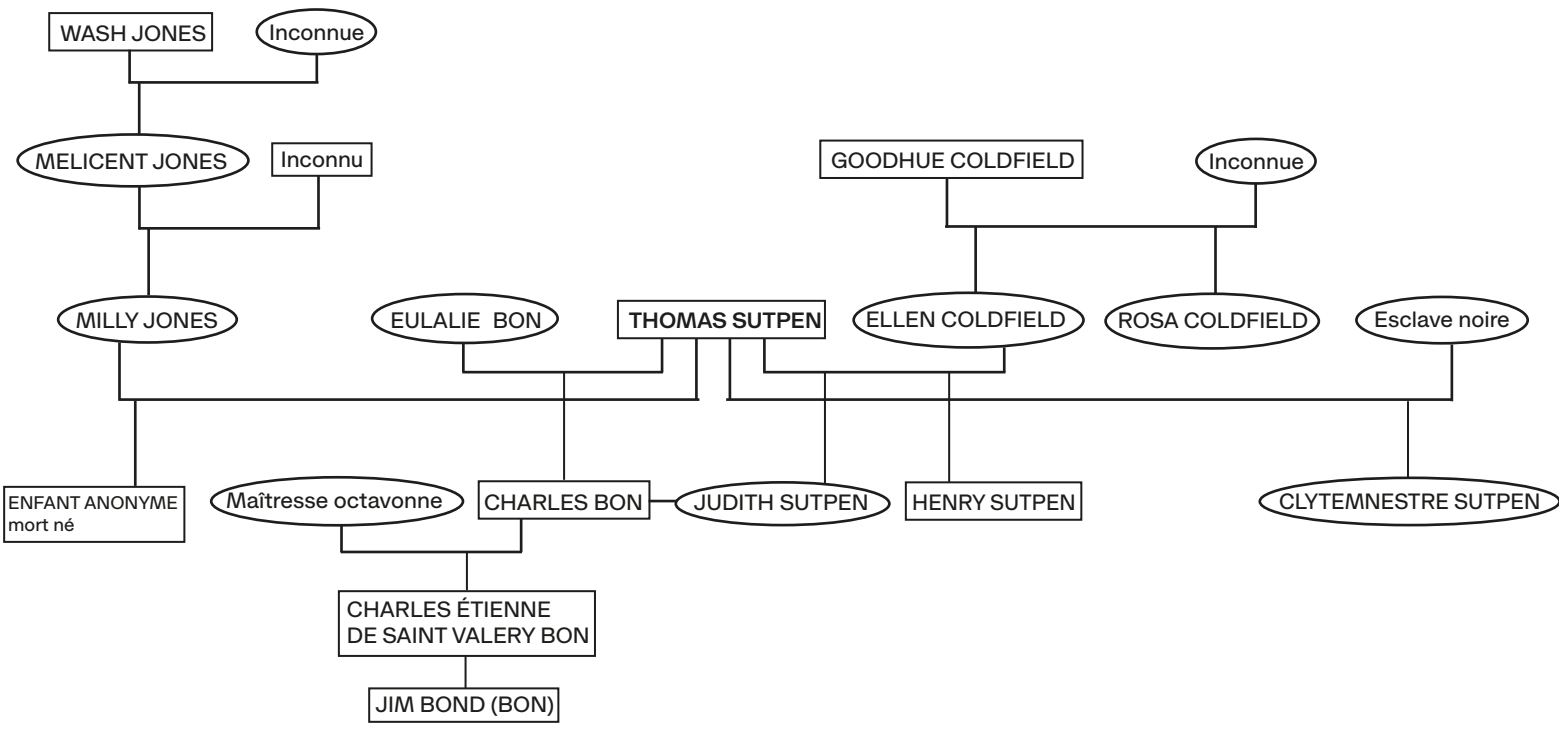 WASH JONES
Inconnue
MELICENT JONES
Inconnu
GOODHUE COLDFIELD
Inconnue
MILLY JONES
EULALIE BON
THOMAS SUTPEN
ELLEN COLDFIELD
ROSA COLDFIELD
Esclave noire
ENFANT ANONYME
mort né
Maîtresse octavonne
CHARLES BON
JUDITH SUTPEN
HENRY SUTPEN
CLYTEMNESTRE SUTPEN
CHARLES ÉTIENNE
DE SAINT VALERY BON
JIM BOND (BON)